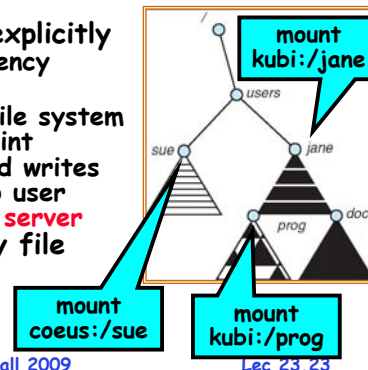 explicitly
ency
ile system
int
d writes
o user
server
y file
/
users
sue
jane
prog
doc
mount
kubi:/jane
mount
coeus:/sue
mount
kubi:/prog
all 2009
Lec 23.23